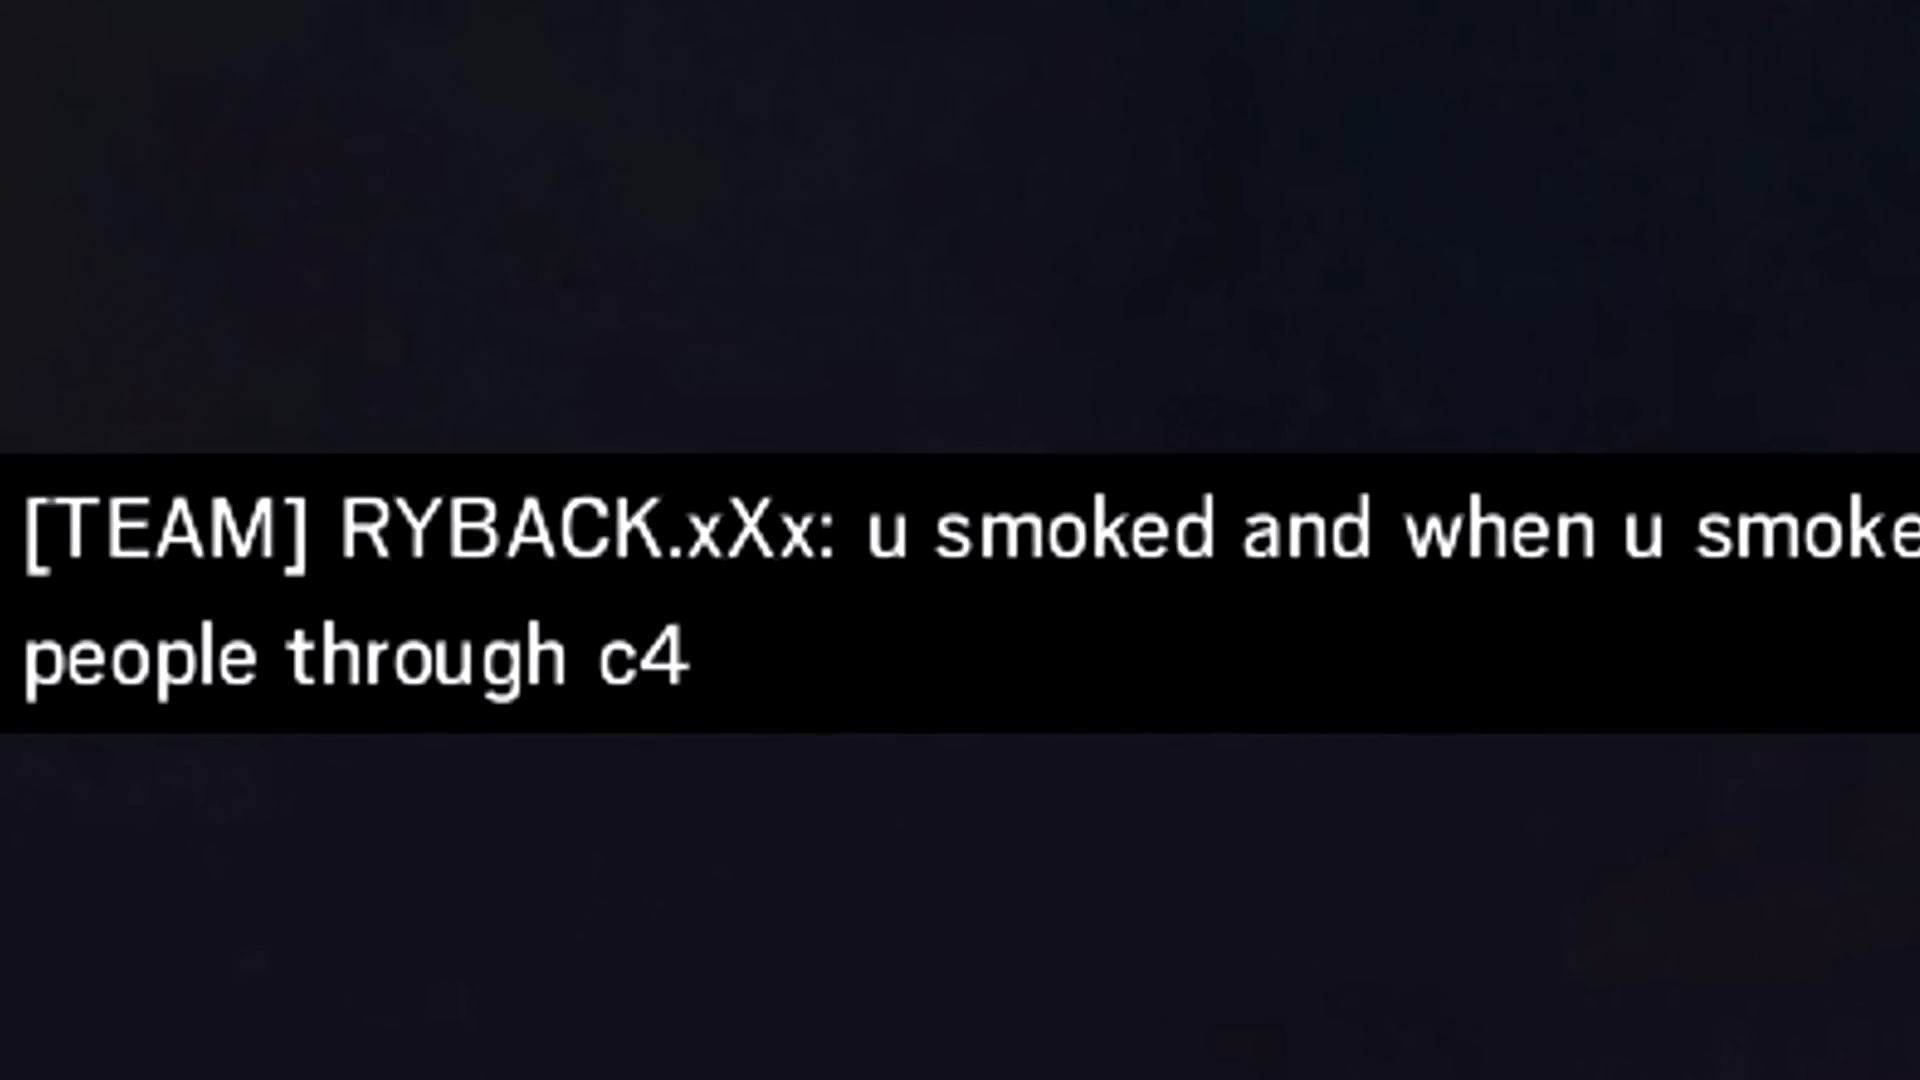 [TEAM] RYBACK.xXx: u smoked and when u smoke
people through c4